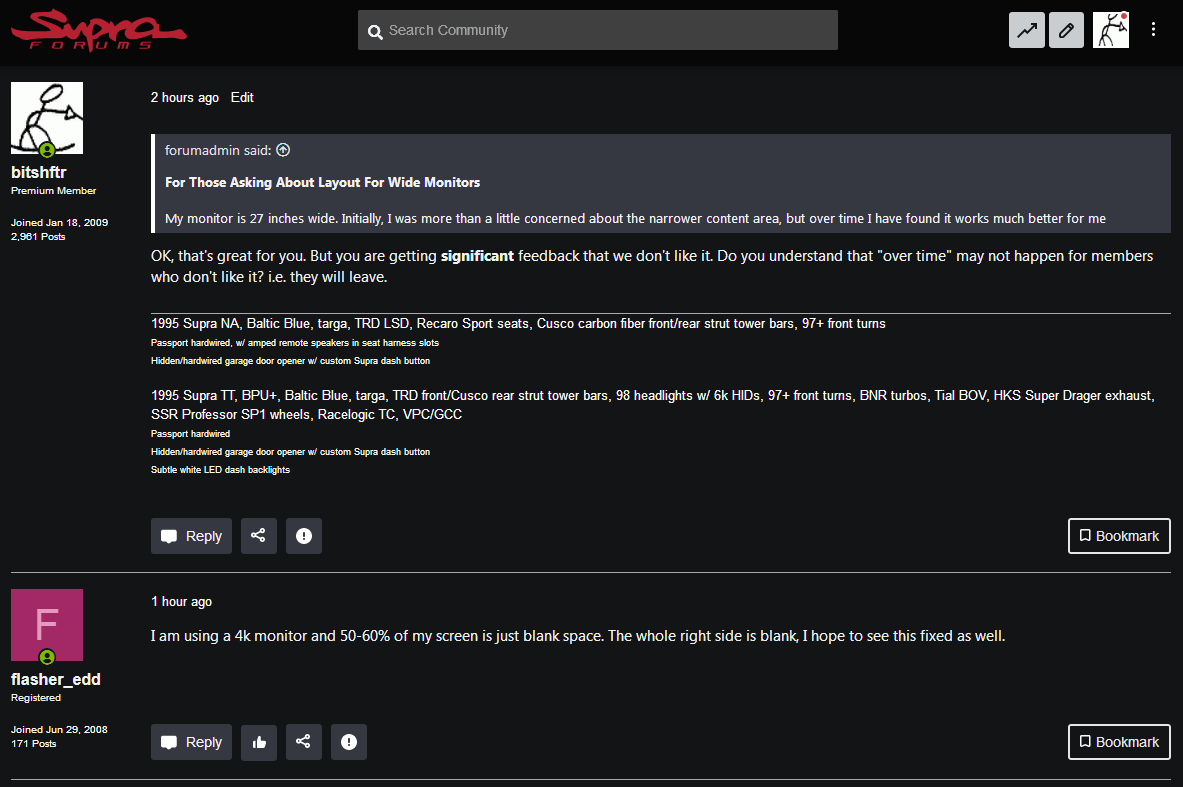 Supra
FORUMS
Search Community
2 hours ago Edit
bitshftr
Premium Member
Joined Jan 18, 2009
2,961 Posts
forumadmin said:
For Those Asking About Layout For Wide Monitors
My monitor is 27 inches wide. Initially, I was more than a little concerned about the narrower content area, but over time I have found it works much better for me
OK, that's great for you. But you are getting significant feedback that we don't like it. Do you understand that "over time" may not happen for members
who don't like it? i.e. they will leave.
1995 Supra NA, Baltic Blue, targa, TRD LSD, Recaro Sport seats, Cusco carbon fiber front/rear strut tower bars, 97+ front turns
Passport hardwired, w/ amped remote speakers in seat harness slots
Hidden/hardwired garage door opener w/ custom Supra dash button
1995 Supra TT, BPU+, Baltic Blue, targa, TRD front/Cusco rear strut tower bars, 98 headlights w/ 6k HIDs, 97+ front turns, BNR turbos, Tial BOV, HKS Super Drager exhaust,
SSR Professor SP1 wheels, Racelogic TC, VPC/GCC
Passport hardwired
Hidden/hardwired garage door opener w/ custom Supra dash button
Subtle white LED dash backlights
Reply
Bookmark
F
flasher_edd
Registered
Joined Jun 29, 2008
171 Posts
1 hour ago
I am using a 4k monitor and 50-60% of my screen is just blank space. The whole right side is blank, I hope to see this fixed as well.
Reply
Bookmark